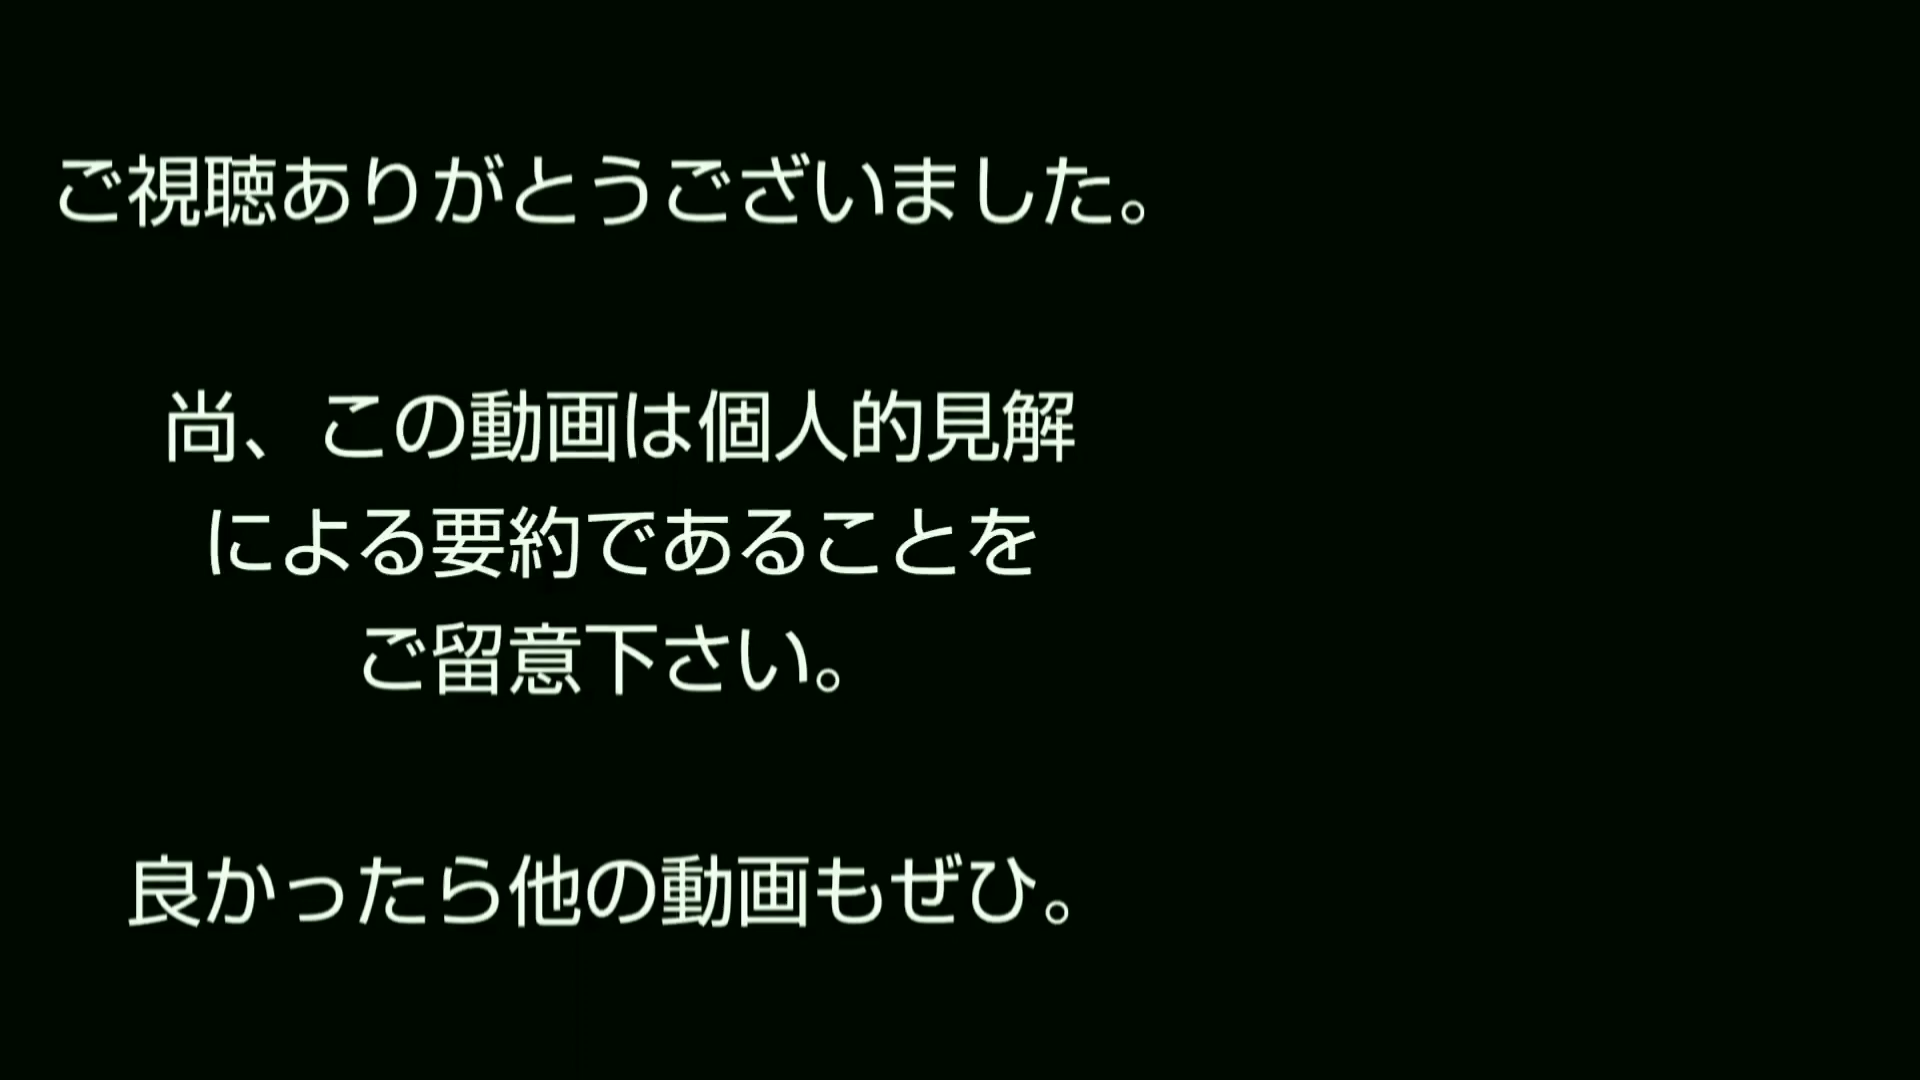 ご視聴ありがとうございました。
尚、この動画は個人的見解
による要約であることを
ご留意下さい。
良かったら他の動画もぜひ。